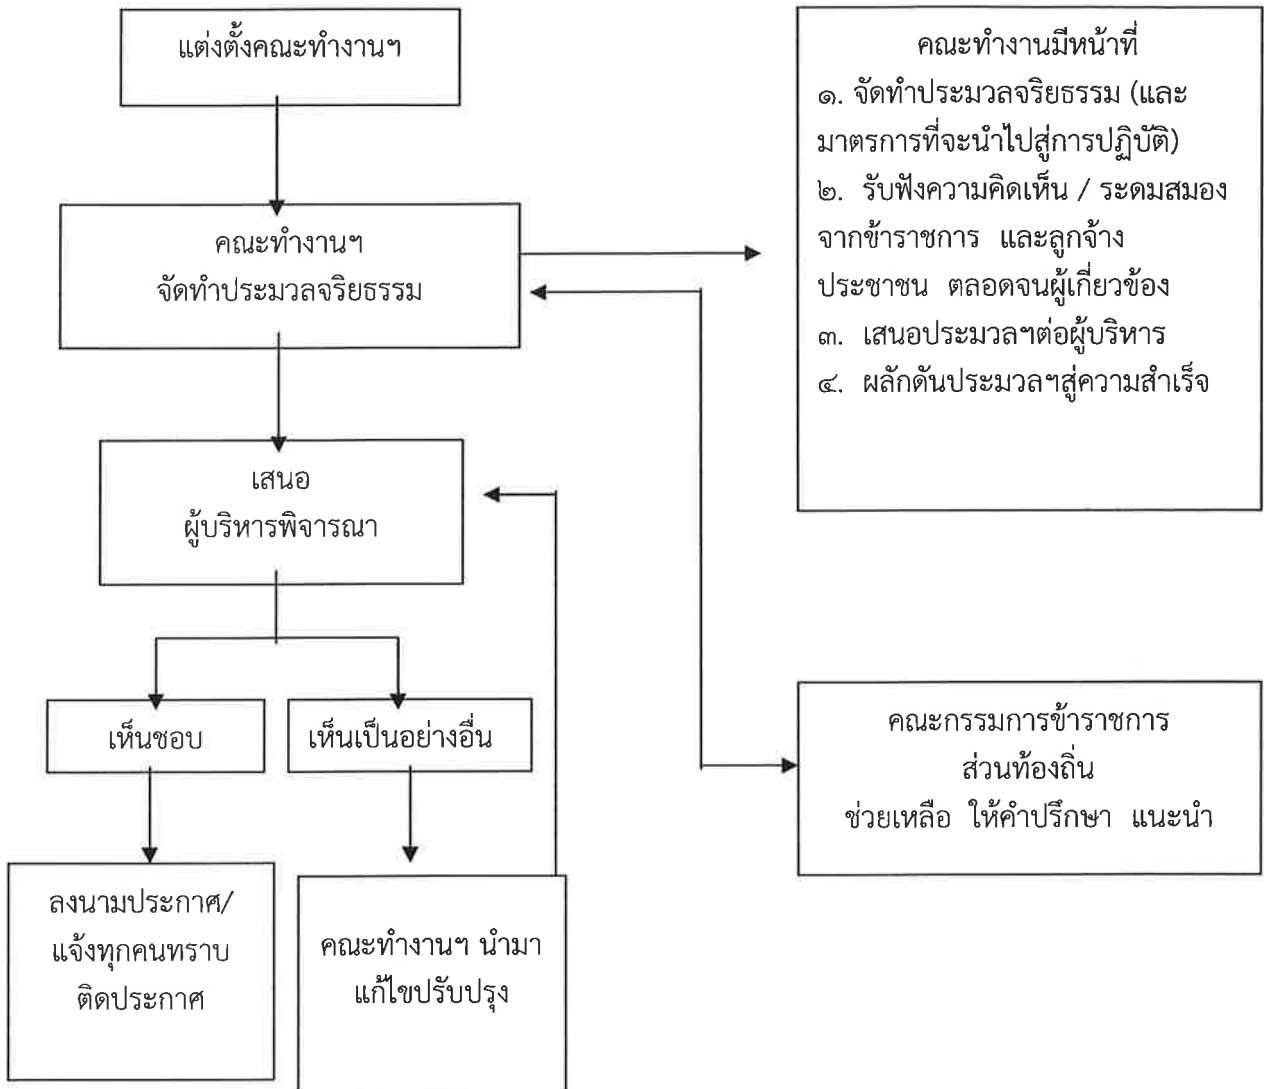 แต่งตั้งคณะทำงานฯ
คณะทำงานมีหน้าที่
๑. จัดทำประมวลจริยธรรม (และ
มาตรการที่จะนำไปสู่การปฏิบัติ)
๒. รับฟังความคิดเห็น / ระดมสมอง
จากข้าราชการ และลูกจ้าง
ประชาชน ตลอดจนผู้เกี่ยวข้อง
๓. เสนอประมวลฯต่อผู้บริหาร
๔. ผลักดันประมวลฯสู่ความสำเร็จ
คณะทำงานฯ
จัดทำประมวลจริยธรรม
เสนอ
ผู้บริหารพิจารณา
เห็นชอบ
เห็นเป็นอย่างอื่น
คณะกรรมการข้าราชการ
ส่วนท้องถิ่น
ช่วยเหลือ ให้คำปรึกษา แนะนำ
ลงนามประกาศ/
แจ้งทุกคนทราบ
ติดประกาศ
คณะทำงานฯ นำมา
แก้ไขปรับปรุง